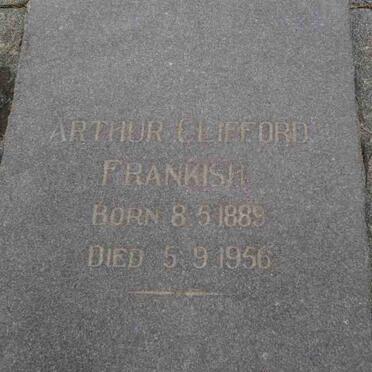 ARTHUR CLIFFORD
FRANKISH
BORN 8 5 1889
DIED 5 9 1956